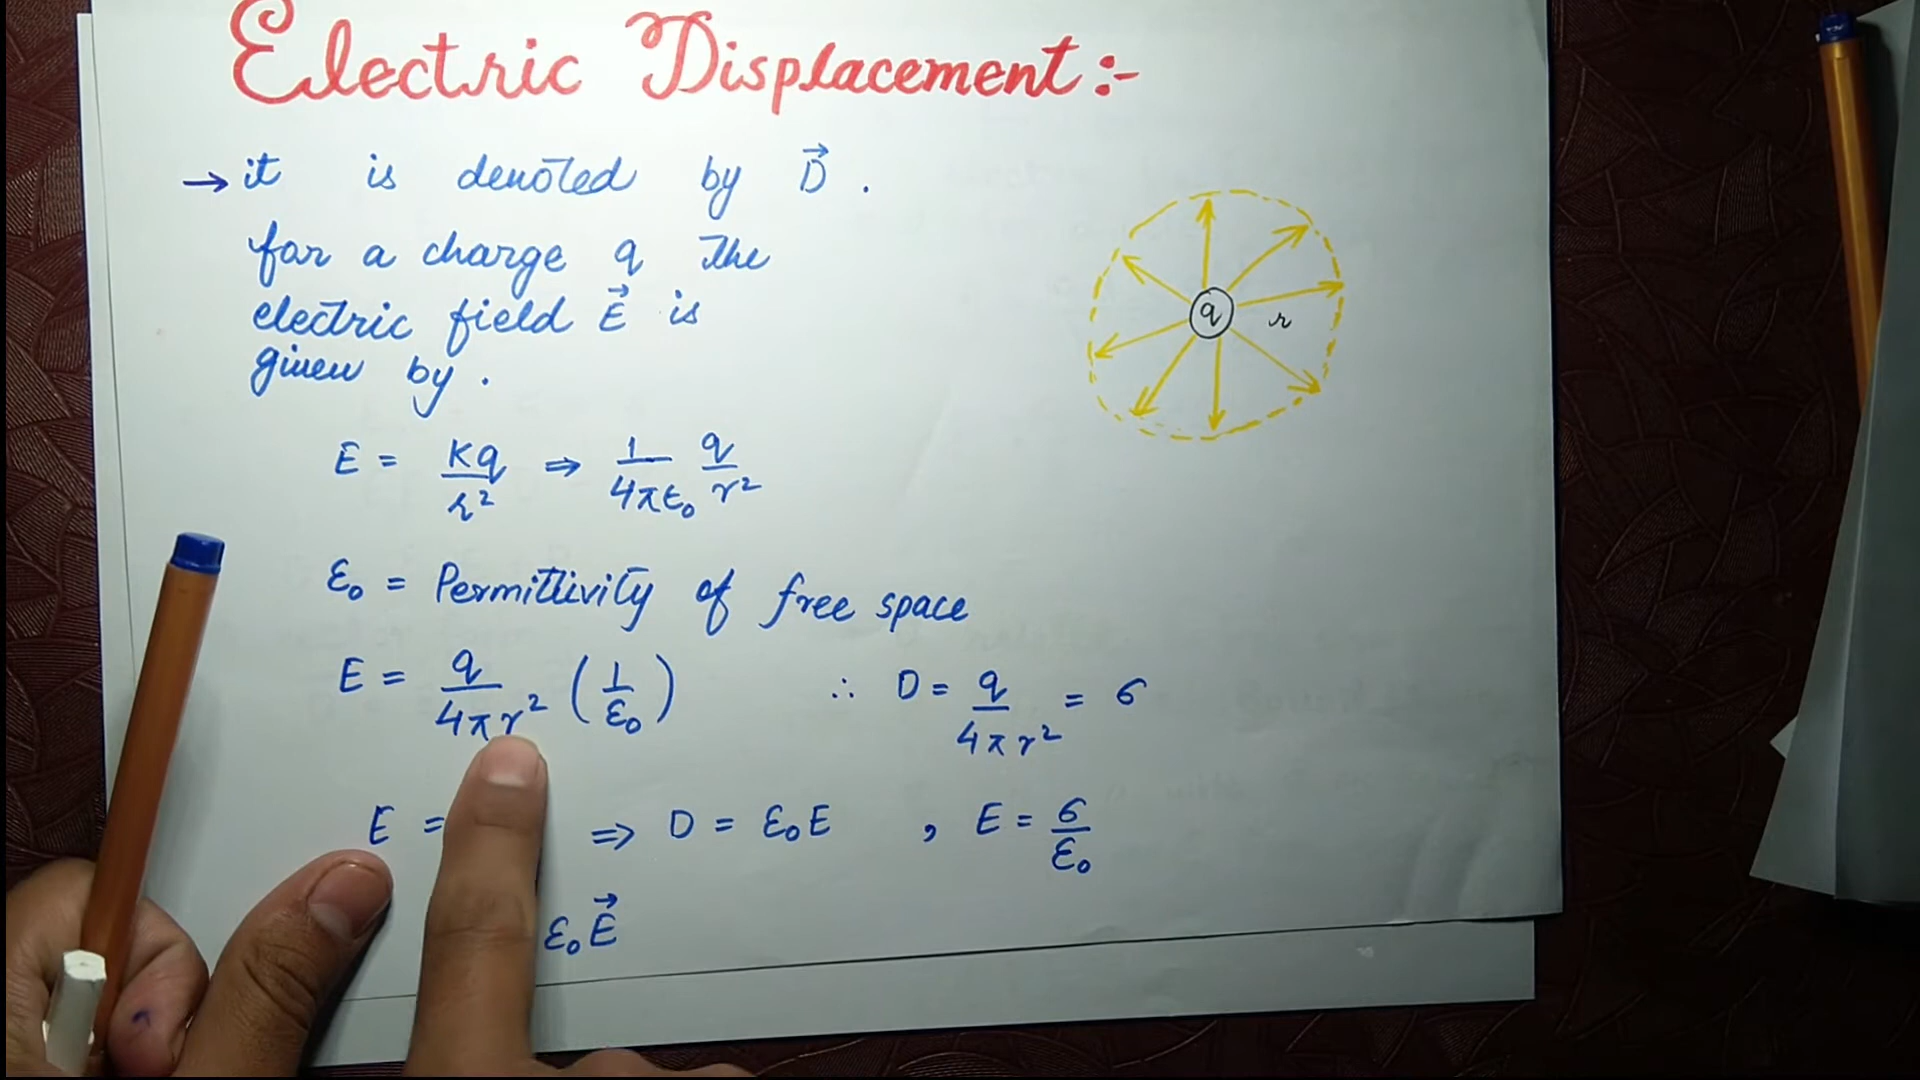 Electric Displacement :-
→ it is denoted by D⃗ .
for a charge q The
electric field E⃗ is
given by .
q
r
E = Kq/r² ⇒ 1/4πε₀ q/r²
ε₀ = Permittivity of free space
E = q/4πr² (1/ε₀) ∴ D = q/4πr² = σ
E = ⇒ D = ε₀E , E = σ/ε₀
ε₀E⃗